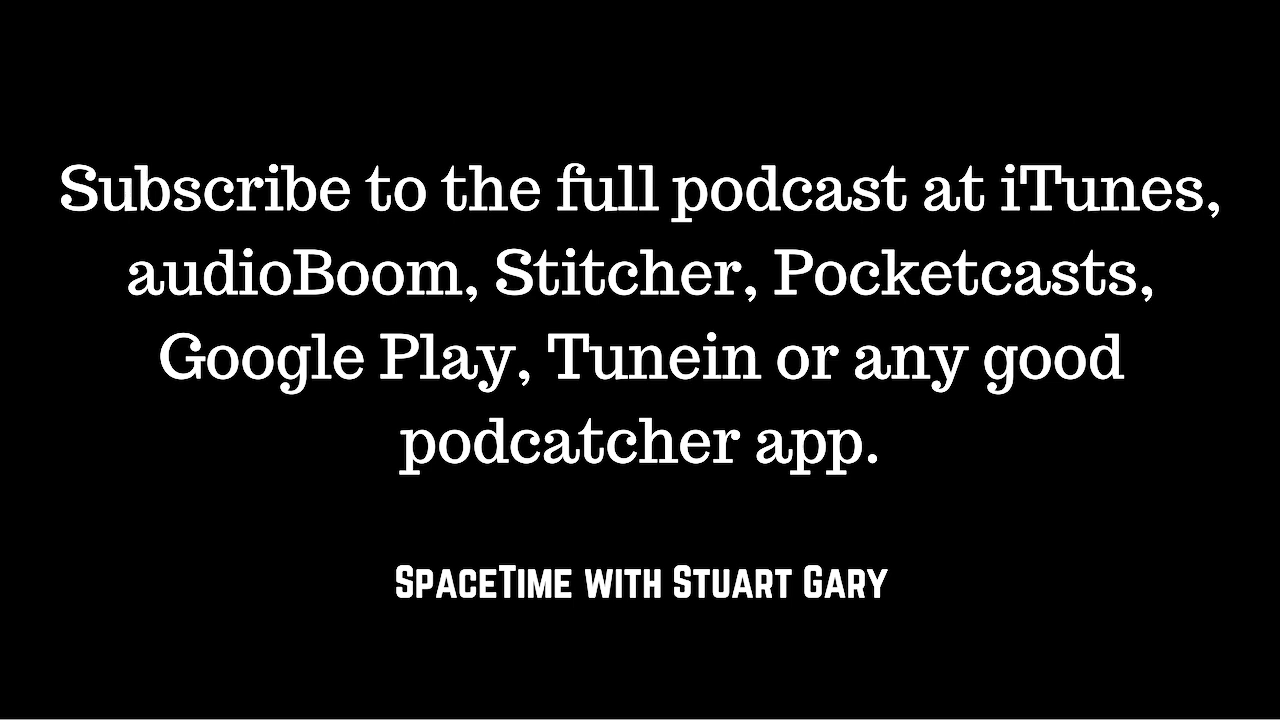 Subscribe to the full podcast at iTunes,
audioBoom, Stitcher, Pocketcasts,
Google Play, Tunein or any good
podcatcher app.
SpaceTime with Stuart Gary